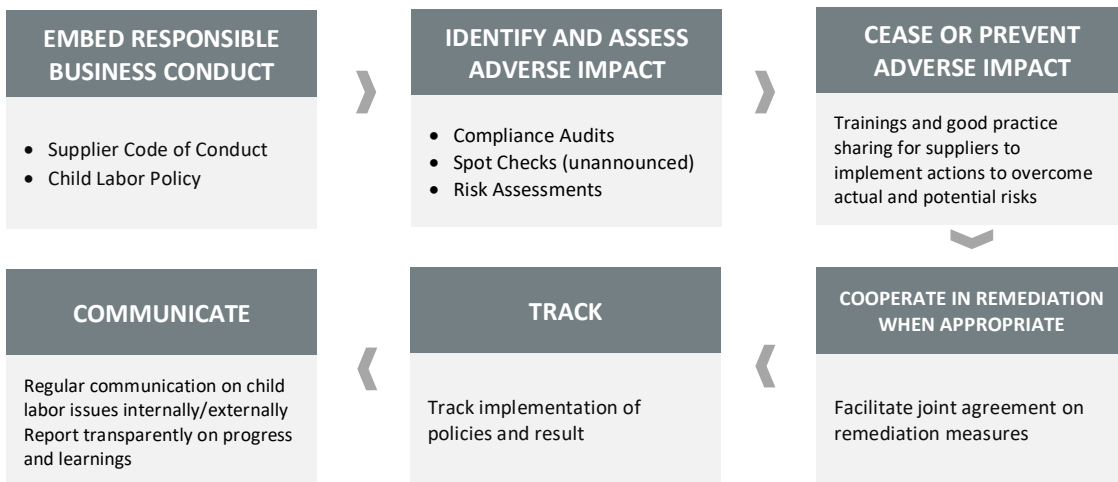 EMBED RESPONSIBLE
BUSINESS CONDUCT
• Supplier Code of Conduct
• Child Labor Policy
IDENTIFY AND ASSESS
ADVERSE IMPACT
• Compliance Audits
• Spot Checks (unannounced)
• Risk Assessments
CEASE OR PREVENT
ADVERSE IMPACT
Trainings and good practice
sharing for suppliers to
implement actions to overcome
actual and potential risks
COOPERATE IN REMEDIATION
WHEN APPROPRIATE
Facilitate joint agreement on
remediation measures
TRACK
Track implementation of
policies and result
COMMUNICATE
Regular communication on child
labor issues internally/externally
Report transparently on progress
and learnings